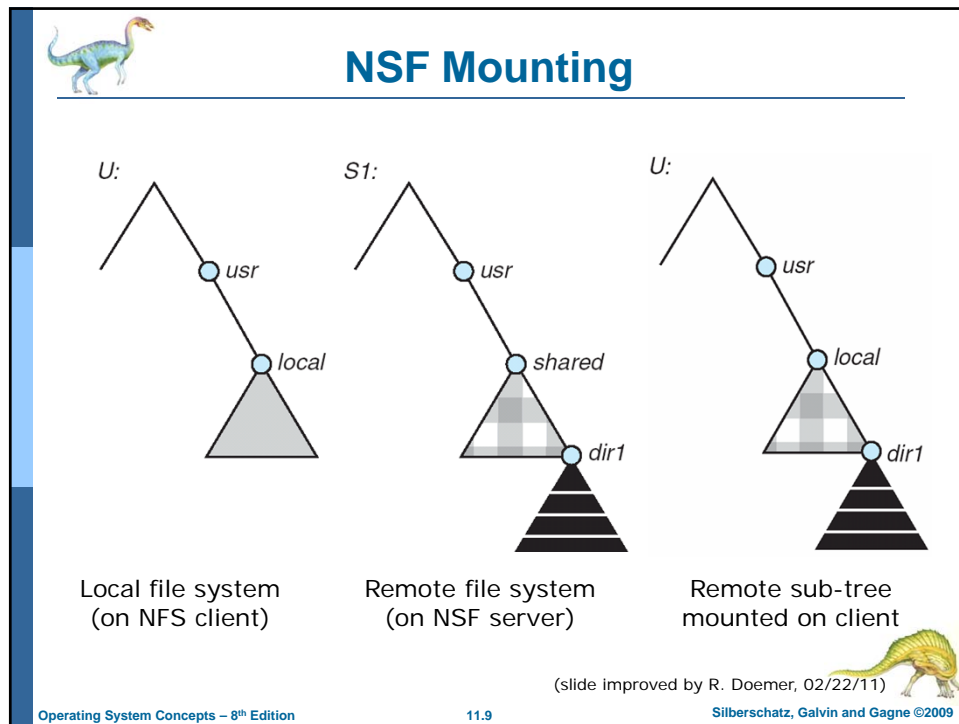 NSF Mounting
U:
usr
local
S1:
usr
shared
dir1
U:
usr
local
dir1
Local file system
(on NFS client)
Remote file system
(on NSF server)
Remote sub-tree
mounted on client
(slide improved by R. Doemer, 02/22/11)
Operating System Concepts – 8th Edition
11.9
Silberschatz, Galvin and Gagne ©2009